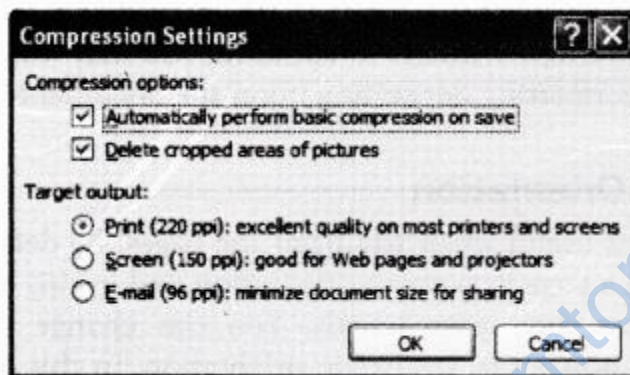 Compression Settings
Compression options:
Automatically perform basic compression on save
Delete cropped areas of pictures
Target output:
Print (220 ppi): excellent quality on most printers and screens
Screen (150 ppi): good for Web pages and projectors
E-mail (96 ppi): minimize document size for sharing
OK Cancel